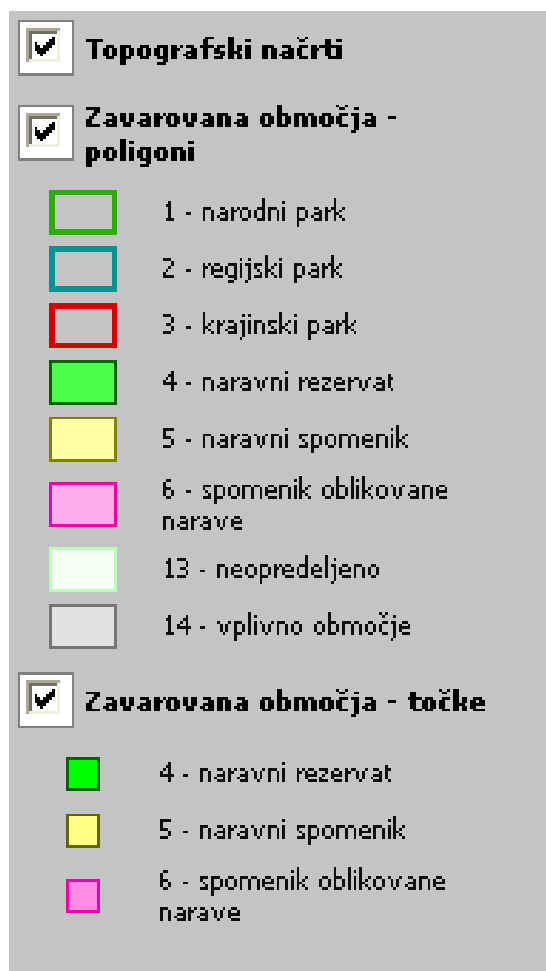 Topografski načrti
Zavarovana območja -
poligoni
1 - narodni park
2 - regijski park
3 - krajinski park
4 - naravni rezervat
5 - naravni spomenik
6 - spomenik oblikovane
narave
13 - neopredeljeno
14 - vplivno območje
Zavarovana območja - točke
4 - naravni rezervat
5 - naravni spomenik
6 - spomenik oblikovane
narave